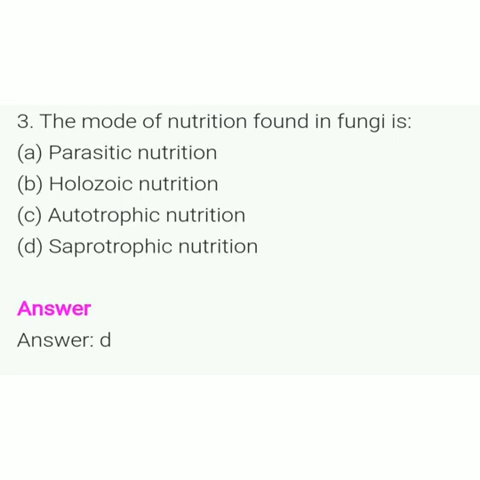 3. The mode of nutrition found in fungi is:
(a) Parasitic nutrition
(b) Holozoic nutrition
(c) Autotrophic nutrition
(d) Saprotrophic nutrition
Answer
Answer: d